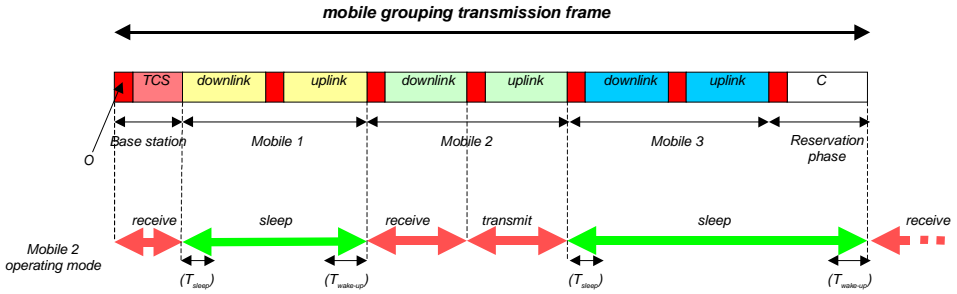 mobile grouping transmission frame
TCS downlink uplink downlink uplink downlink uplink C
Base station Mobile 1 Mobile 2 Mobile 3 Reservation
phase
O
receive sleep receive transmit sleep receive
Mobile 2
operating mode
(Tsleep) (Twake-up) (Tsleep) (Twake-up)